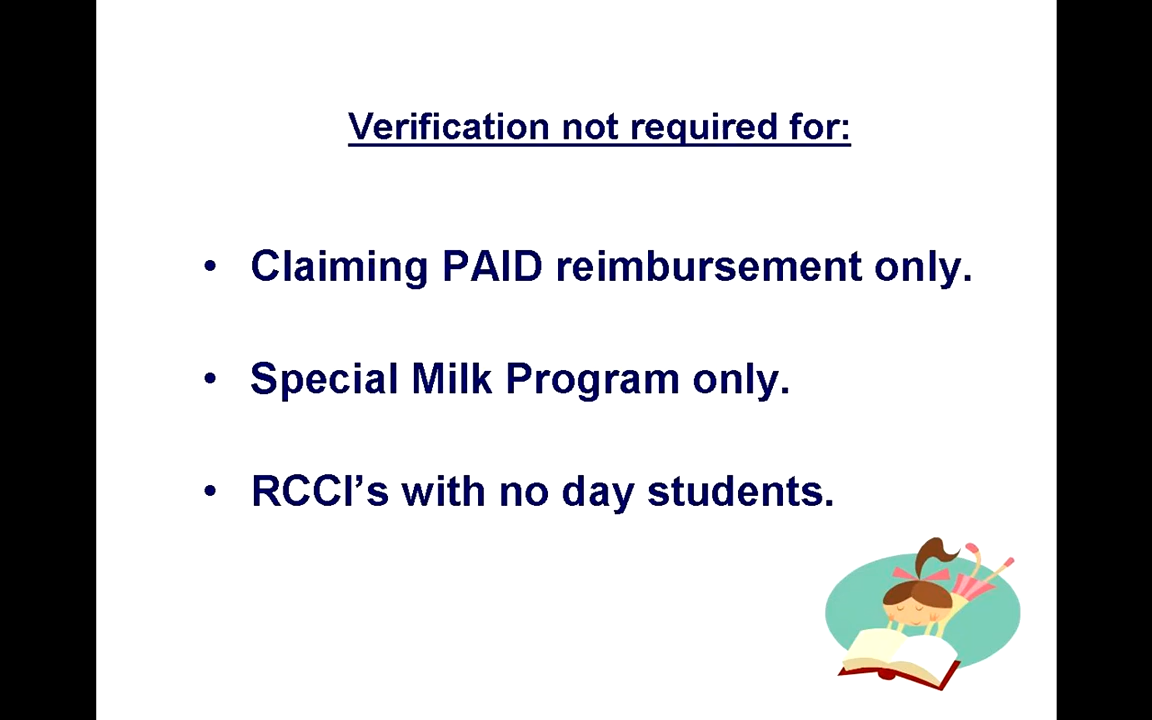 Verification not required for:
• Claiming PAID reimbursement only.
• Special Milk Program only.
• RCCI’s with no day students.